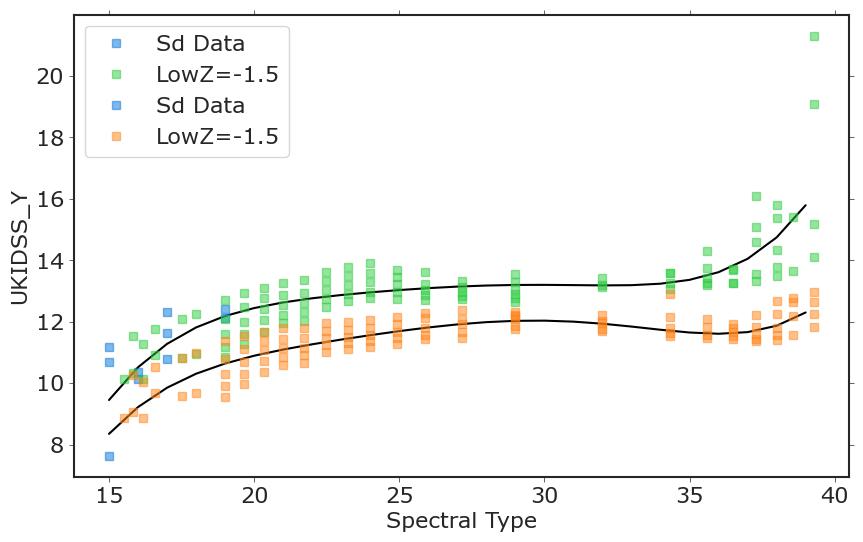 Sd Data
LowZ=-1.5
Sd Data
LowZ=-1.5
20
18
16
14
12
10
8
UKIDSS_Y
15 20 25 30 35 40
Spectral Type